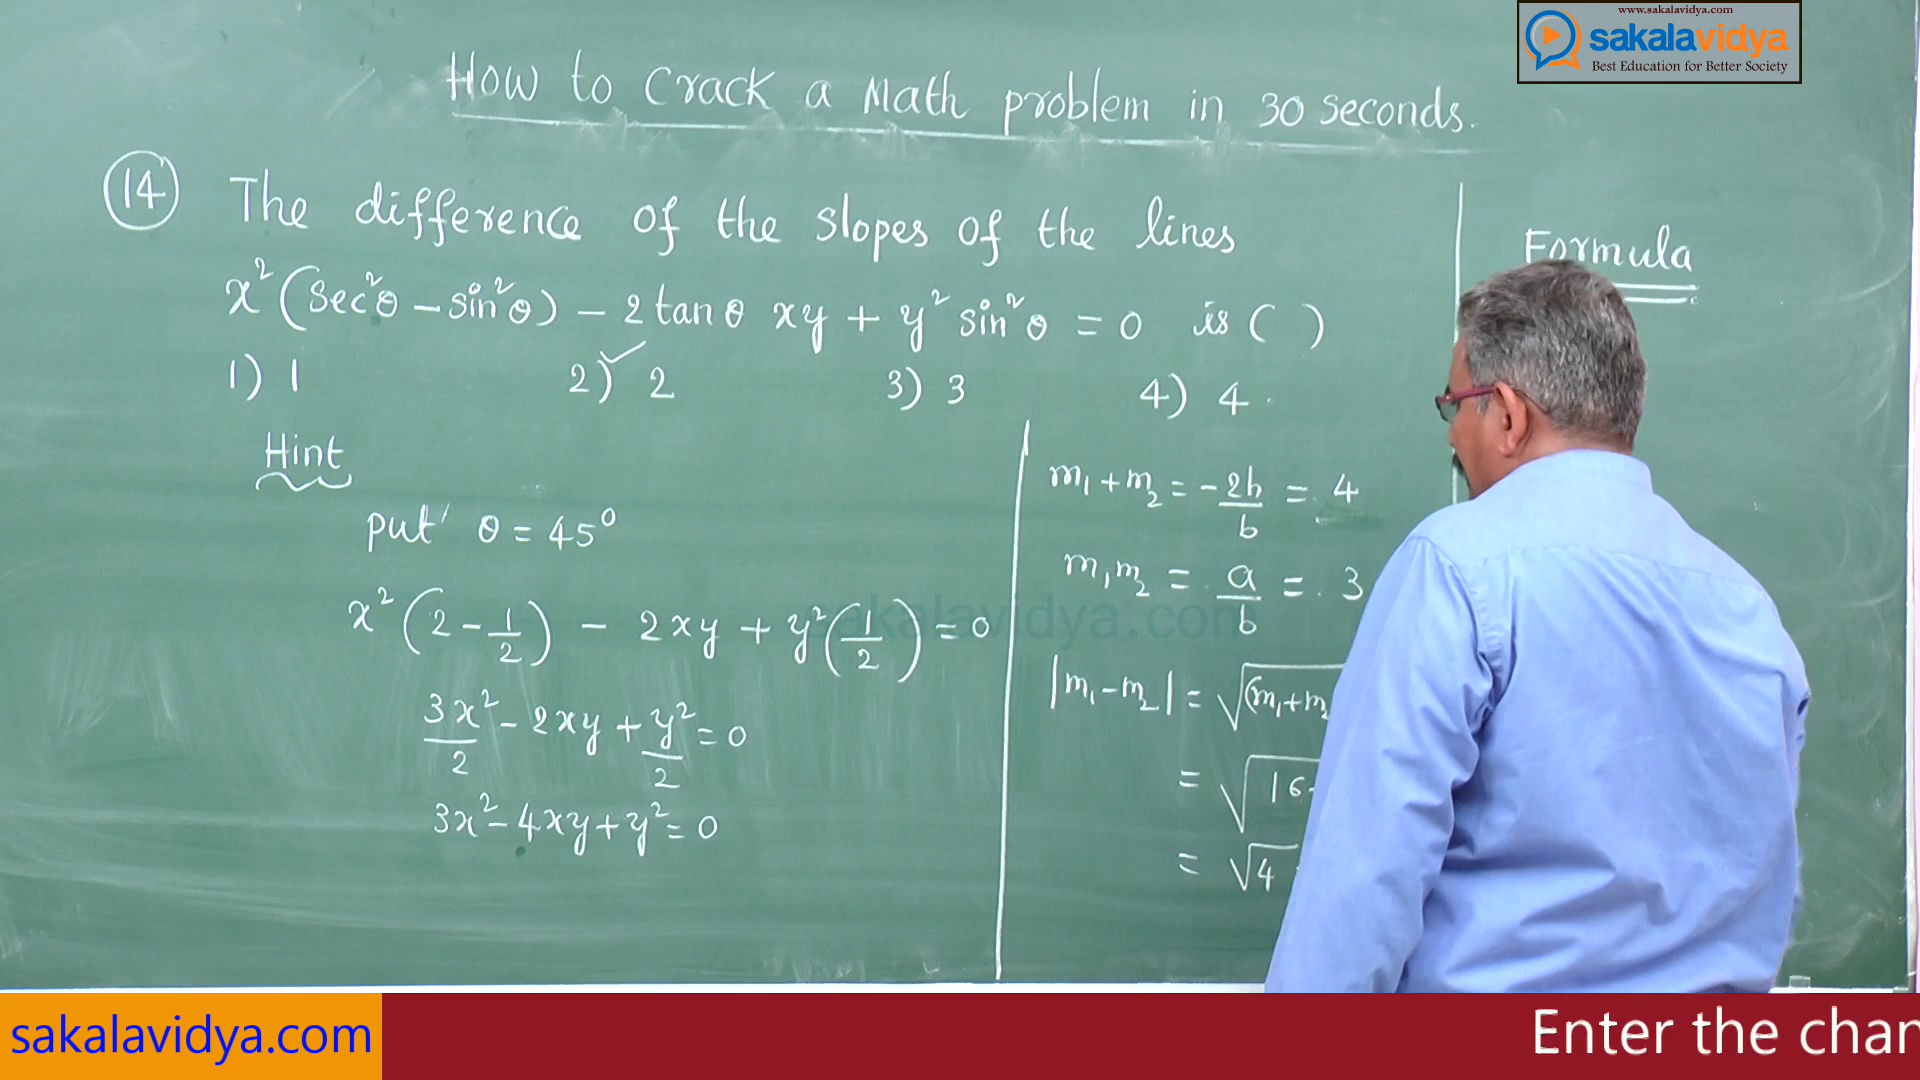 www.sakalavidya.com
sakalavidya
Best Education for Better Society
How to Crack a Math problem in 30 seconds.
14 The difference of the slopes of the lines
x²(sec²θ – sin²θ) – 2 tan θ xy + y² sin²θ = 0 is ( )
1) 1 2) ✓ 2 3) 3 4) 4
Hint
put θ = 45°
x²(2 – 1/2) – 2xy + y²(1/2) = 0
3x²/2 – 2xy + y²/2 = 0
3x² – 4xy + y² = 0
m₁ + m₂ = –2h/b = 4
m₁m₂ = a/b = 3
|m₁ – m₂| = √(m₁ + m₂
= √16
= √4
Formula
sakalavidya.com
sakalavidya.com
Enter the chan